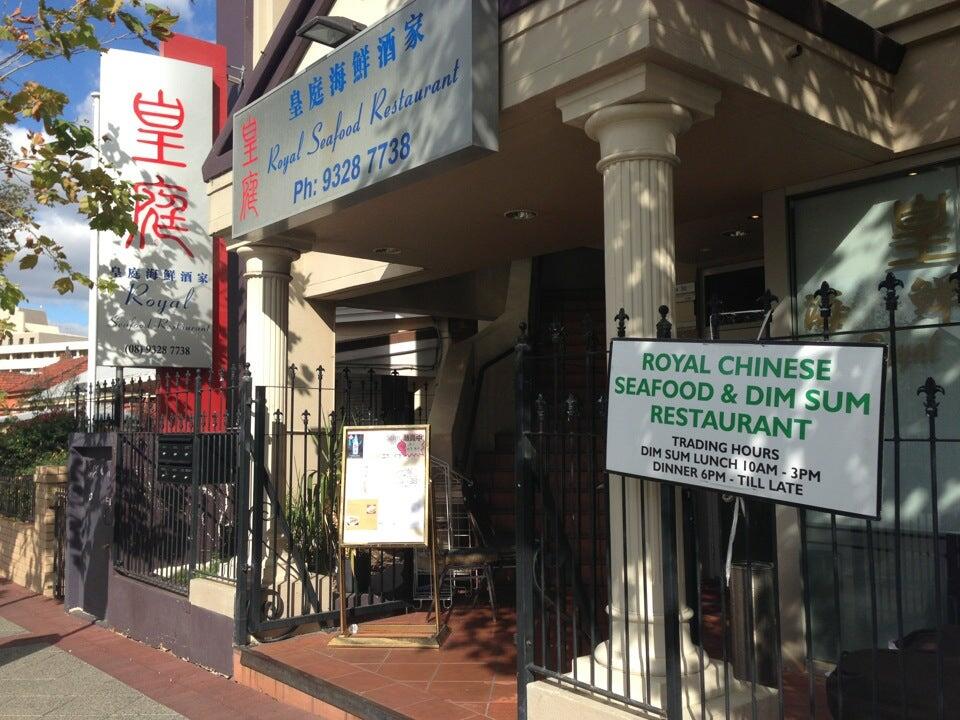 皇
庭
皇庭海鮮酒家
Royal
Seafood Restaurant
(08) 9328 7738
皇庭
皇庭海鮮酒家
Royal Seafood Restaurant
Ph: 9328 7738
ROYAL CHINESE
SEAFOOD & DIM SUM
RESTAURANT
TRADING HOURS
DIM SUM LUNCH 10AM - 3PM
DINNER 6PM - TILL LATE
皇